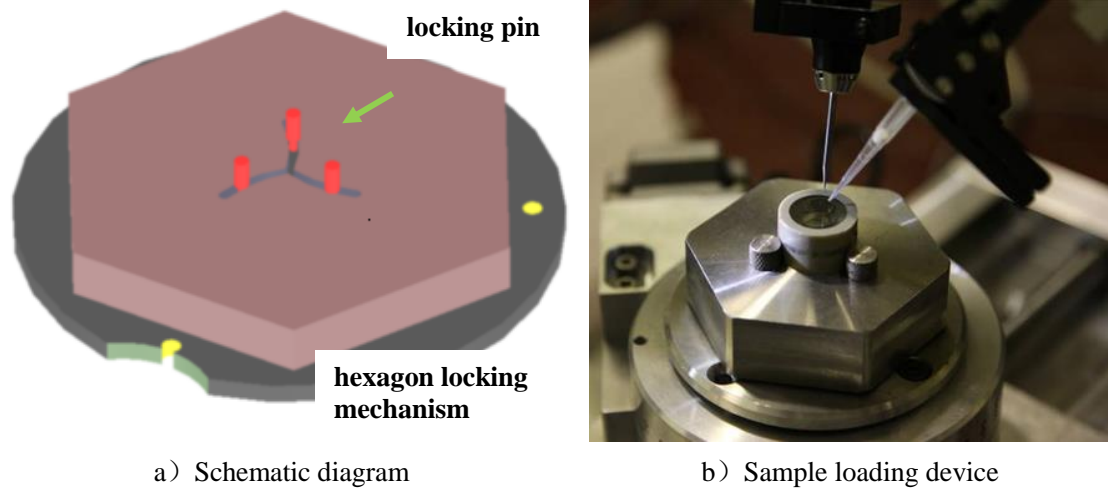 locking pin
hexagon locking
mechanism
a）Schematic diagram
b）Sample loading device